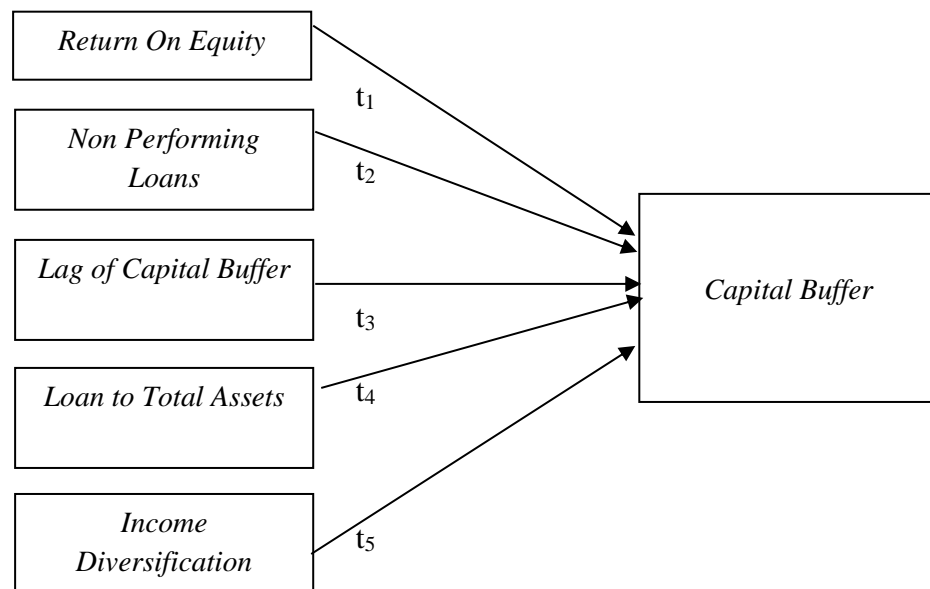 Return On Equity
t₁
Non Performing
Loans
t₂
Lag of Capital Buffer
t₃
Capital Buffer
Loan to Total Assets
t₄
Income
Diversification
t₅